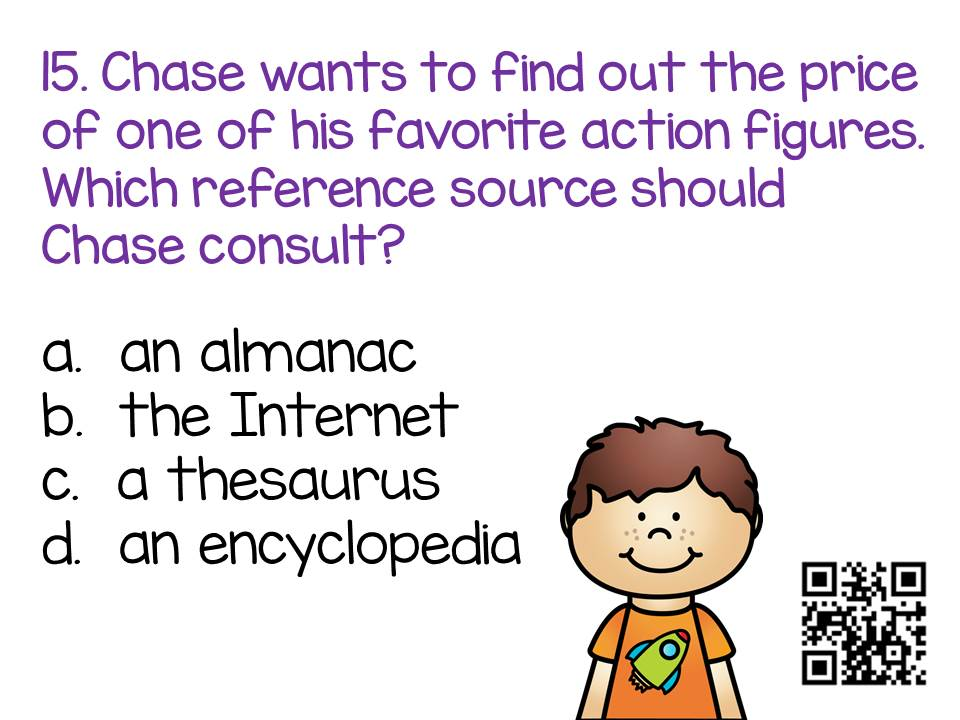 15. Chase wants to find out the price
of one of his favorite action figures.
Which reference source should
Chase consult?
a. an almanac
b. the Internet
c. a thesaurus
d. an encyclopedia